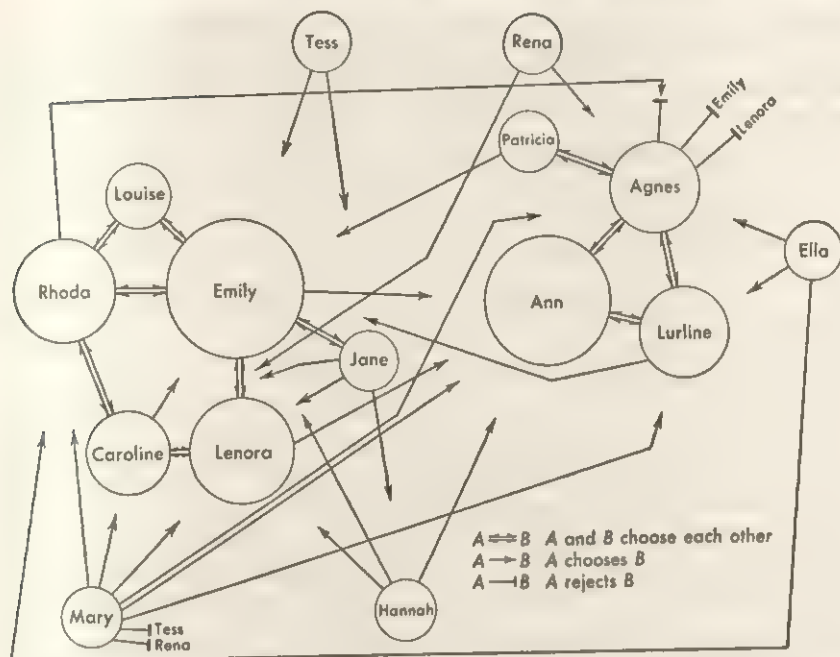 Tess
Rena
Emily
Lenora
Patricia
Agnes
Louise
Rhoda
Emily
Ella
Ann
Lurline
Jane
Caroline
Lenora
A ⇌ B A and B choose each other
A → B A chooses B
A ⊣ B A rejects B
Mary
Tess
Rena
Hannah